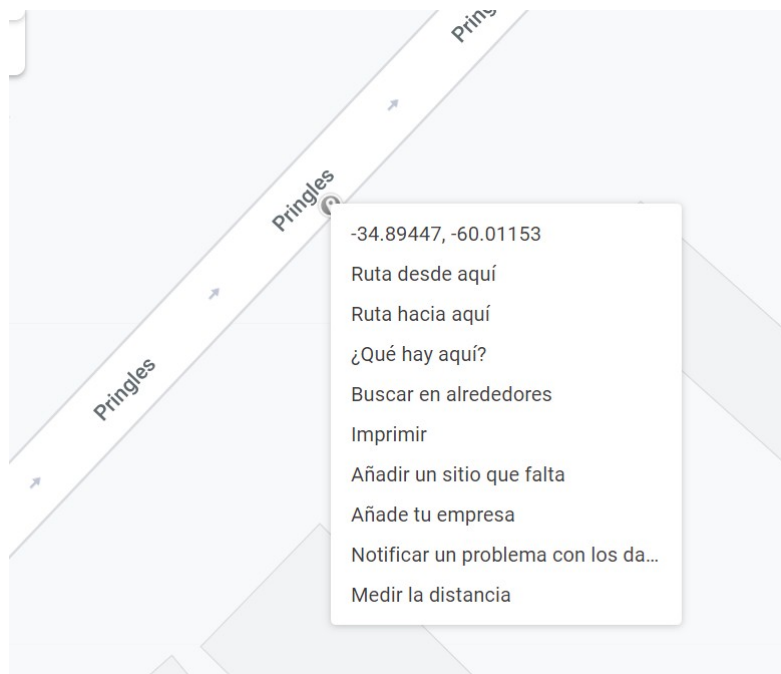 Pring
Pringles
Pringles
-34.89447, -60.01153
Ruta desde aquí
Ruta hacia aquí
¿Qué hay aquí?
Buscar en alrededores
Imprimir
Añadir un sitio que falta
Añade tu empresa
Notificar un problema con los da...
Medir la distancia